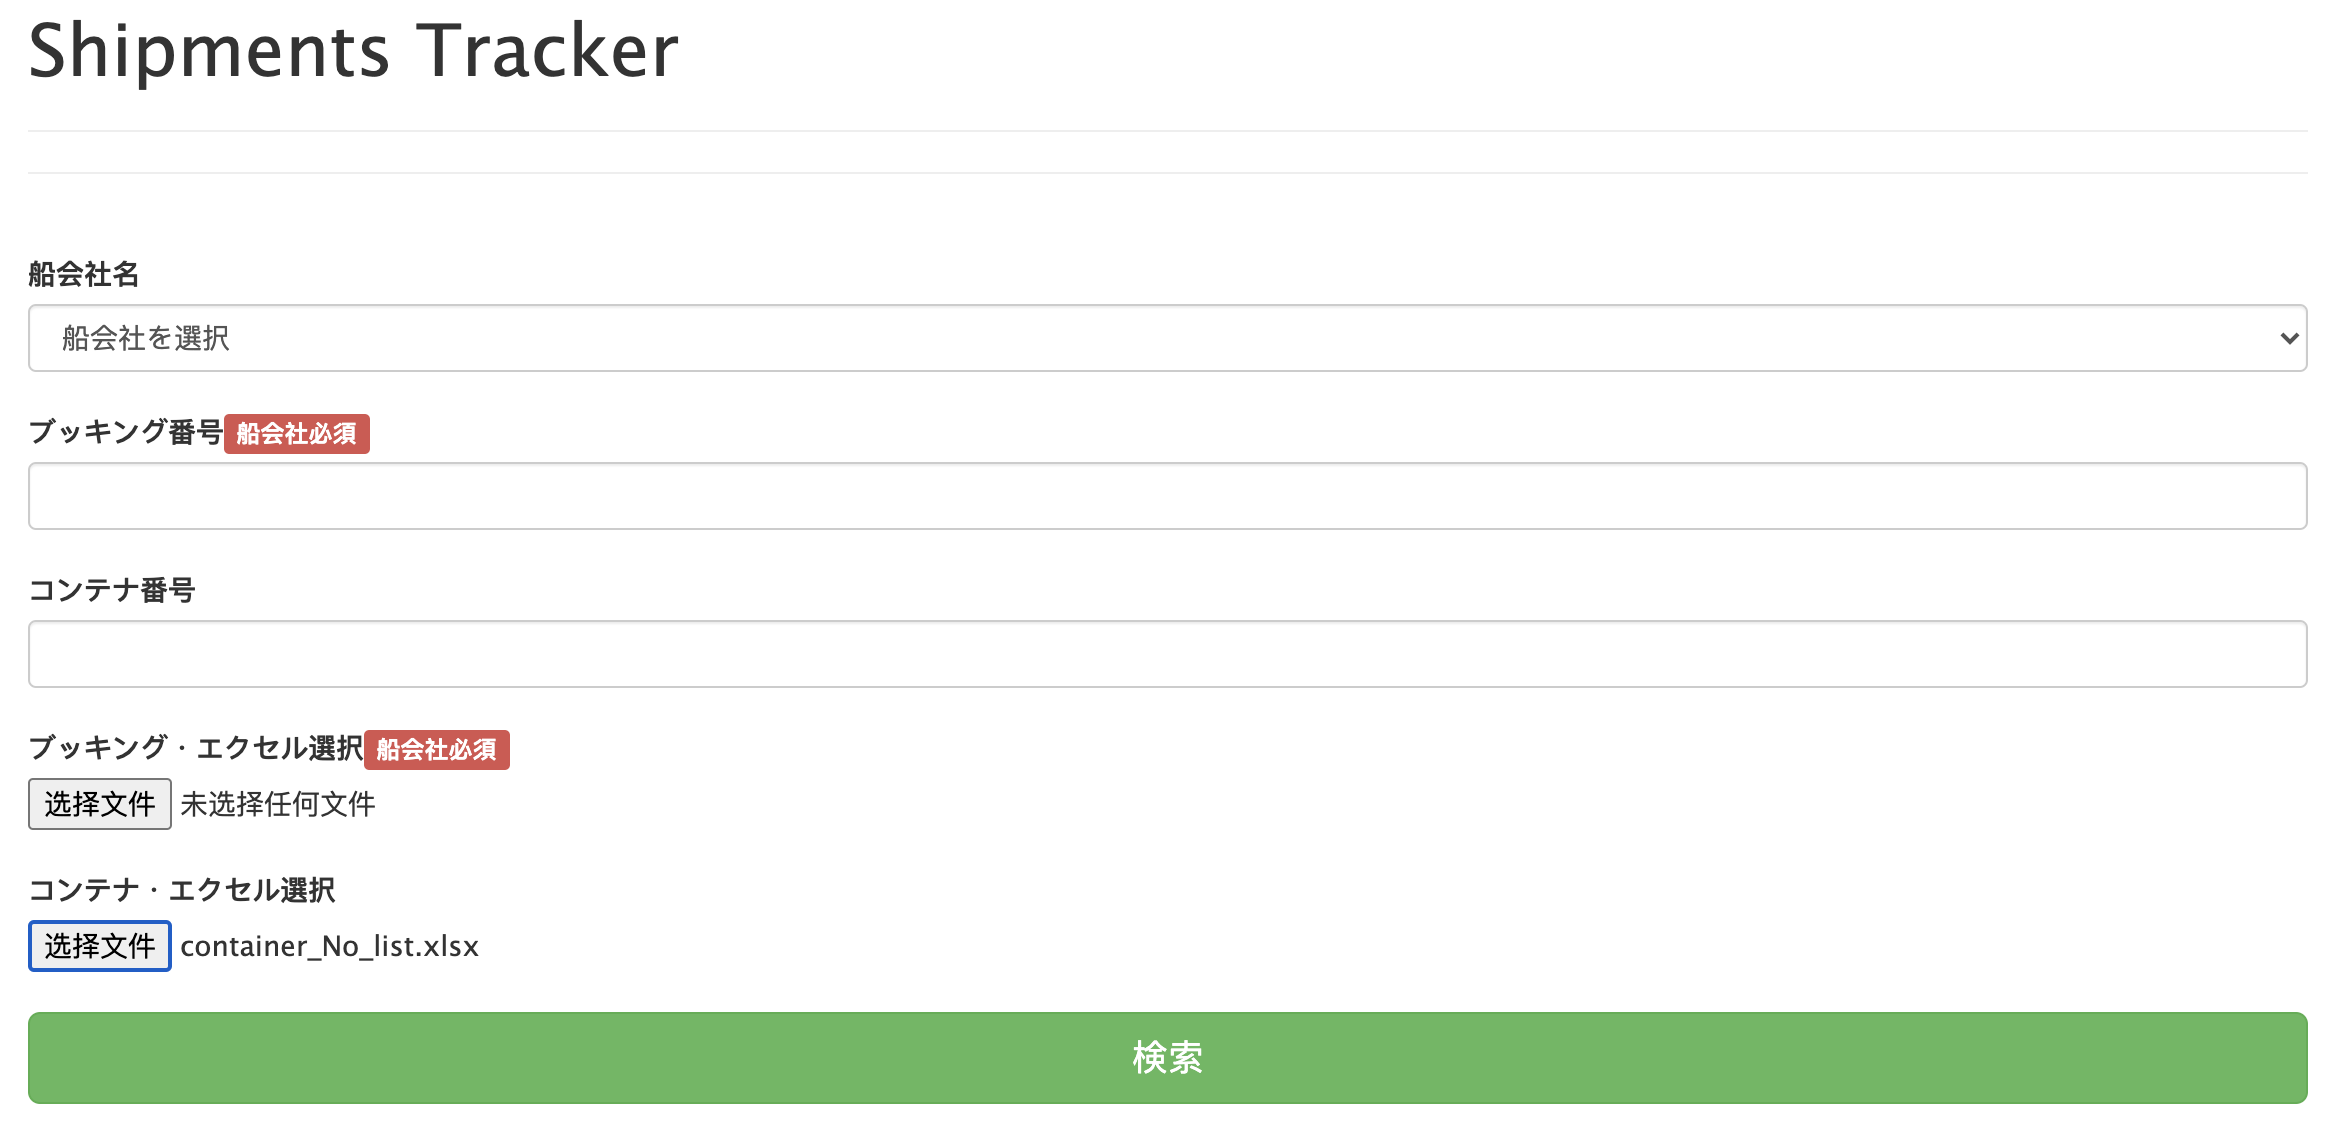 Shipments Tracker
船会社名
船会社を選択
ブッキング番号 船会社必須
コンテナ番号
ブッキング・エクセル選択 船会社必須
选择文件 未选择任何文件
コンテナ・エクセル選択
选择文件 container_No_list.xlsx
検索